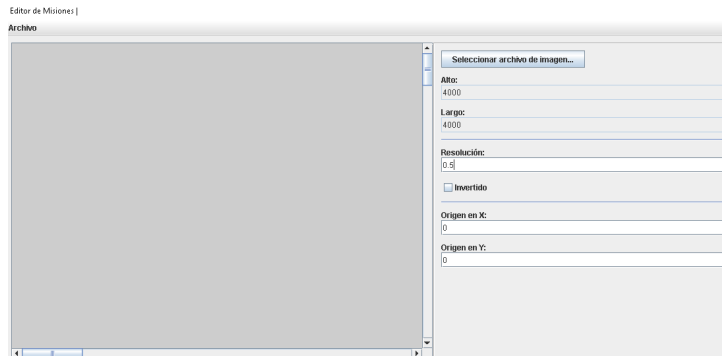 Editor de Misiones |
Archivo
Seleccionar archivo de imagen...
Alto:
4000
Largo:
4000
Resolución:
0.5
Invertido
Origen en X:
0
Origen en Y:
0